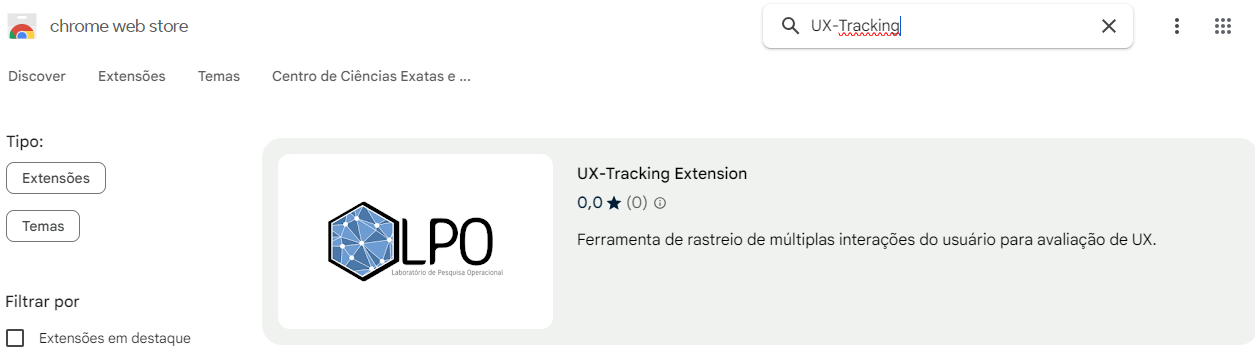 chrome web store
UX-Tracking
Discover
Extensões
Temas
Centro de Ciências Exatas e ...
Tipo:
Extensões
Temas
Filtrar por
Extensões em destaque
LPO
Laboratório de Pesquisa Operacional
UX-Tracking Extension
0,0 ★ (0)
Ferramenta de rastreio de múltiplas interações do usuário para avaliação de UX.